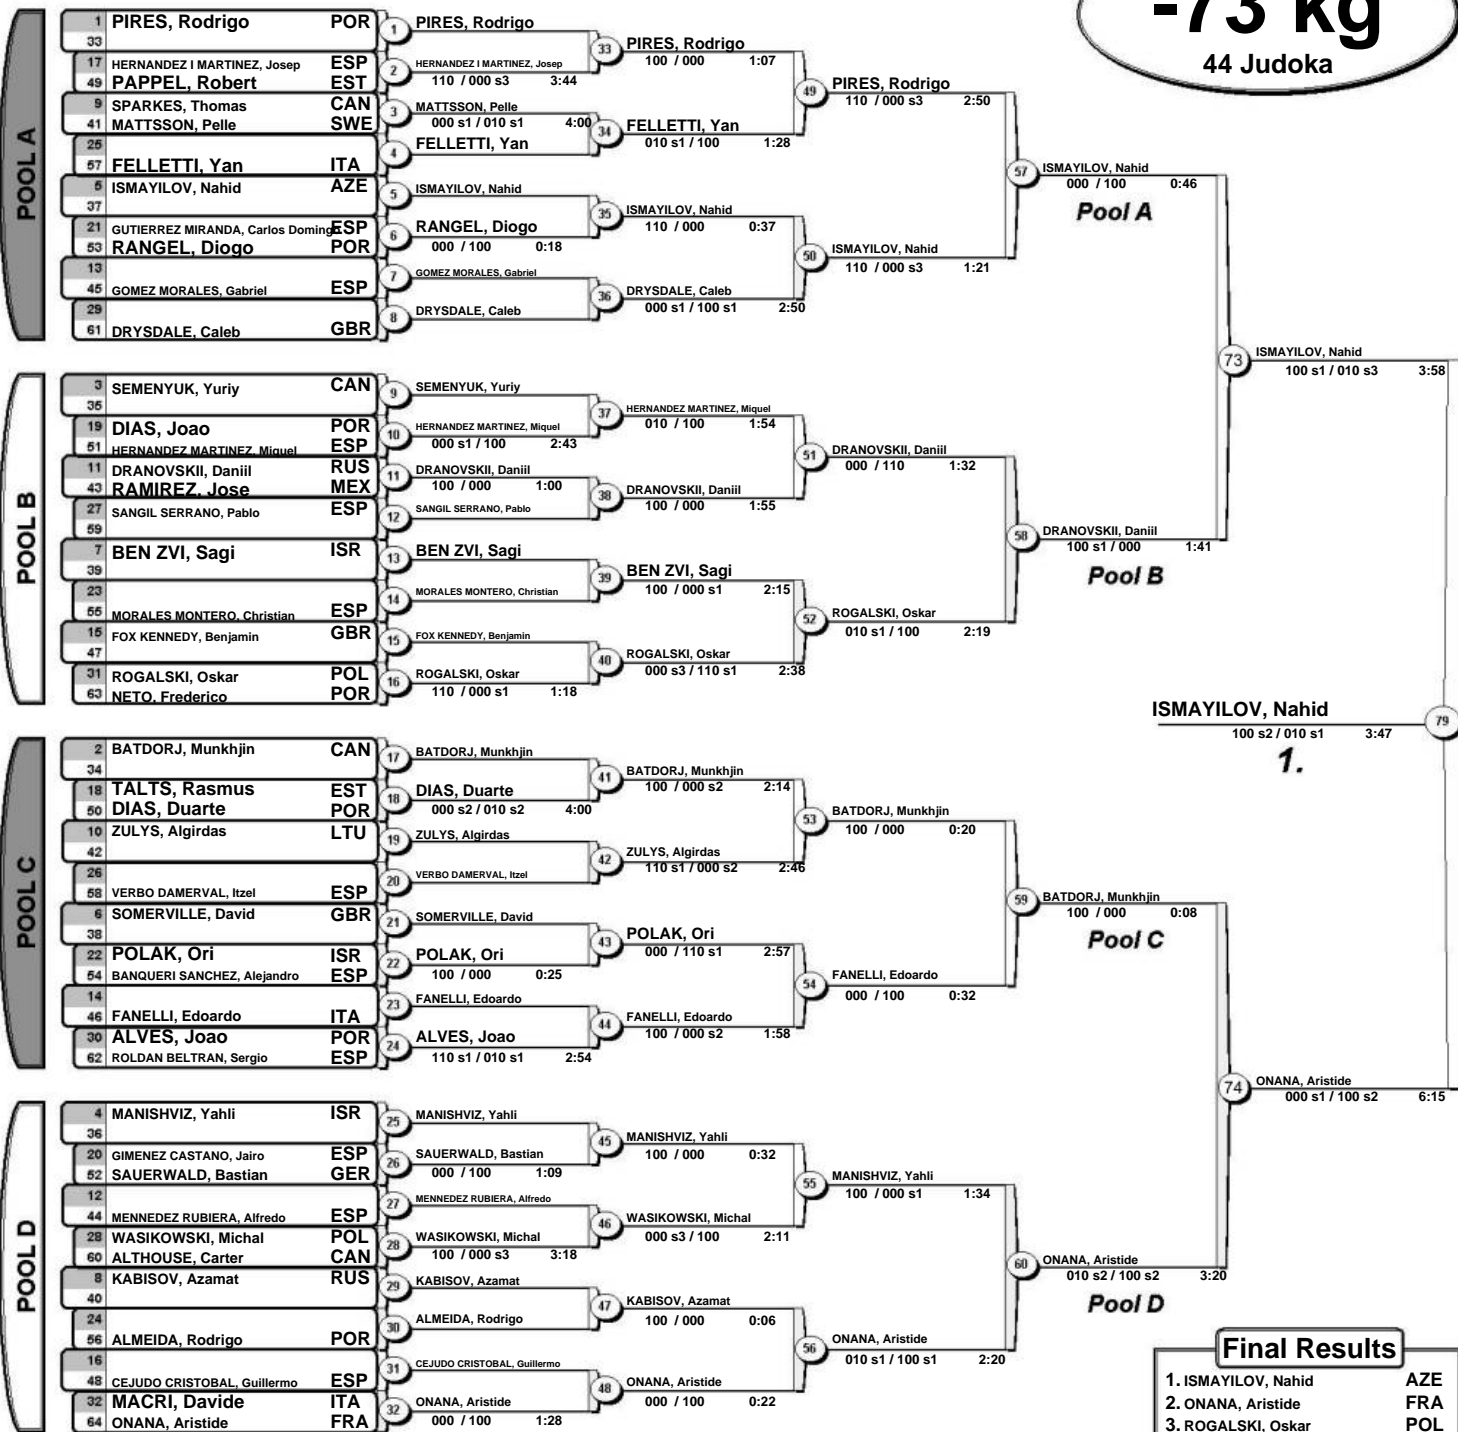 -73 kg
44 Judoka
POOL A
1 PIRES, Rodrigo POR
33
17 HERNANDEZ I MARTINEZ, Josep ESP
49 PAPPEL, Robert EST
9 SPARKES, Thomas CAN
41 MATTSSON, Pelle SWE
25
57 FELLETTI, Yan ITA
5 ISMAYILOV, Nahid AZE
37
21 GUTIERREZ MIRANDA, Carlos Domingo ESP
53 RANGEL, Diogo POR
13
45 GOMEZ MORALES, Gabriel ESP
29
61 DRYSDALE, Caleb GBR
1 PIRES, Rodrigo
2 HERNANDEZ I MARTINEZ, Josep
110 / 000 s3 3:44
3 MATTSSON, Pelle
000 s1 / 010 s1 4:00
4 FELLETTI, Yan
5 ISMAYILOV, Nahid
6 RANGEL, Diogo
000 / 100 0:18
7 GOMEZ MORALES, Gabriel
8 DRYSDALE, Caleb
33 PIRES, Rodrigo
100 / 000 1:07
34 FELLETTI, Yan
010 s1 / 100 1:28
35 ISMAYILOV, Nahid
110 / 000 0:37
36 DRYSDALE, Caleb
000 s1 / 100 s1 2:50
49 PIRES, Rodrigo
110 / 000 s3 2:50
50 ISMAYILOV, Nahid
110 / 000 s3 1:21
57 ISMAYILOV, Nahid
000 / 100 0:46
Pool A
POOL B
3 SEMENYUK, Yuriy CAN
35
19 DIAS, Joao POR
51 HERNANDEZ MARTINEZ, Miquel ESP
11 DRANOVSKII, Daniil RUS
43 RAMIREZ, Jose MEX
27 SANGIL SERRANO, Pablo ESP
59
7 BEN ZVI, Sagi ISR
39
23
55 MORALES MONTERO, Christian ESP
15 FOX KENNEDY, Benjamin GBR
47
31 ROGALSKI, Oskar POL
63 NETO, Frederico POR
9 SEMENYUK, Yuriy
10 HERNANDEZ MARTINEZ, Miquel
000 s1 / 100 2:43
11 DRANOVSKII, Daniil
100 / 000 1:00
12 SANGIL SERRANO, Pablo
13 BEN ZVI, Sagi
14 MORALES MONTERO, Christian
15 FOX KENNEDY, Benjamin
16 ROGALSKI, Oskar
110 / 000 s1 1:18
37 HERNANDEZ MARTINEZ, Miquel
010 / 100 1:54
38 DRANOVSKII, Daniil
100 / 000 1:55
39 BEN ZVI, Sagi
100 / 000 s1 2:15
40 ROGALSKI, Oskar
000 s3 / 110 s1 2:38
51 DRANOVSKII, Daniil
000 / 110 1:32
52 ROGALSKI, Oskar
010 s1 / 100 2:19
58 DRANOVSKII, Daniil
100 s1 / 000 1:41
Pool B
73 ISMAYILOV, Nahid
100 s1 / 010 s3 3:58
ISMAYILOV, Nahid 79
100 s2 / 010 s1 3:47
1.
POOL C
2 BATDORJ, Munkhjin CAN
34
18 TALTS, Rasmus EST
50 DIAS, Duarte POR
10 ZULYS, Algirdas LTU
42
26
58 VERBO DAMERVAL, Itzel ESP
6 SOMERVILLE, David GBR
38
22 POLAK, Ori ISR
54 BANQUERI SANCHEZ, Alejandro ESP
14
46 FANELLI, Edoardo ITA
30 ALVES, Joao POR
62 ROLDAN BELTRAN, Sergio ESP
17 BATDORJ, Munkhjin
18 DIAS, Duarte
000 s2 / 010 s2 4:00
19 ZULYS, Algirdas
20 VERBO DAMERVAL, Itzel
21 SOMERVILLE, David
22 POLAK, Ori
100 / 000 0:25
23 FANELLI, Edoardo
24 ALVES, Joao
110 s1 / 010 s1 2:54
41 BATDORJ, Munkhjin
100 / 000 s2 2:14
42 ZULYS, Algirdas
110 s1 / 000 s2 2:46
43 POLAK, Ori
000 / 110 s1 2:57
44 FANELLI, Edoardo
100 / 000 s2 1:58
53 BATDORJ, Munkhjin
100 / 000 0:20
54 FANELLI, Edoardo
000 / 100 0:32
59 BATDORJ, Munkhjin
100 / 000 0:08
Pool C
POOL D
4 MANISHVIZ, Yahli ISR
36
20 GIMENEZ CASTANO, Jairo ESP
52 SAUERWALD, Bastian GER
12
44 MENNEDEZ RUBIERA, Alfredo ESP
28 WASIKOWSKI, Michal POL
60 ALTHOUSE, Carter CAN
8 KABISOV, Azamat RUS
40
24
56 ALMEIDA, Rodrigo POR
16
48 CEJUDO CRISTOBAL, Guillermo ESP
32 MACRI, Davide ITA
64 ONANA, Aristide FRA
25 MANISHVIZ, Yahli
26 SAUERWALD, Bastian
000 / 100 1:09
27 MENNEDEZ RUBIERA, Alfredo
28 WASIKOWSKI, Michal
100 / 000 s3 3:18
29 KABISOV, Azamat
30 ALMEIDA, Rodrigo
31 CEJUDO CRISTOBAL, Guillermo
32 ONANA, Aristide
000 / 100 1:28
45 MANISHVIZ, Yahli
100 / 000 0:32
46 WASIKOWSKI, Michal
000 s3 / 100 2:11
47 KABISOV, Azamat
100 / 000 0:06
48 ONANA, Aristide
000 / 100 0:22
55 MANISHVIZ, Yahli
100 / 000 s1 1:34
56 ONANA, Aristide
010 s1 / 100 s1 2:20
60 ONANA, Aristide
010 s2 / 100 s2 3:20
Pool D
74 ONANA, Aristide
000 s1 / 100 s2 6:15
Final Results
1. ISMAYILOV, Nahid AZE
2. ONANA, Aristide FRA
3. ROGALSKI, Oskar POL